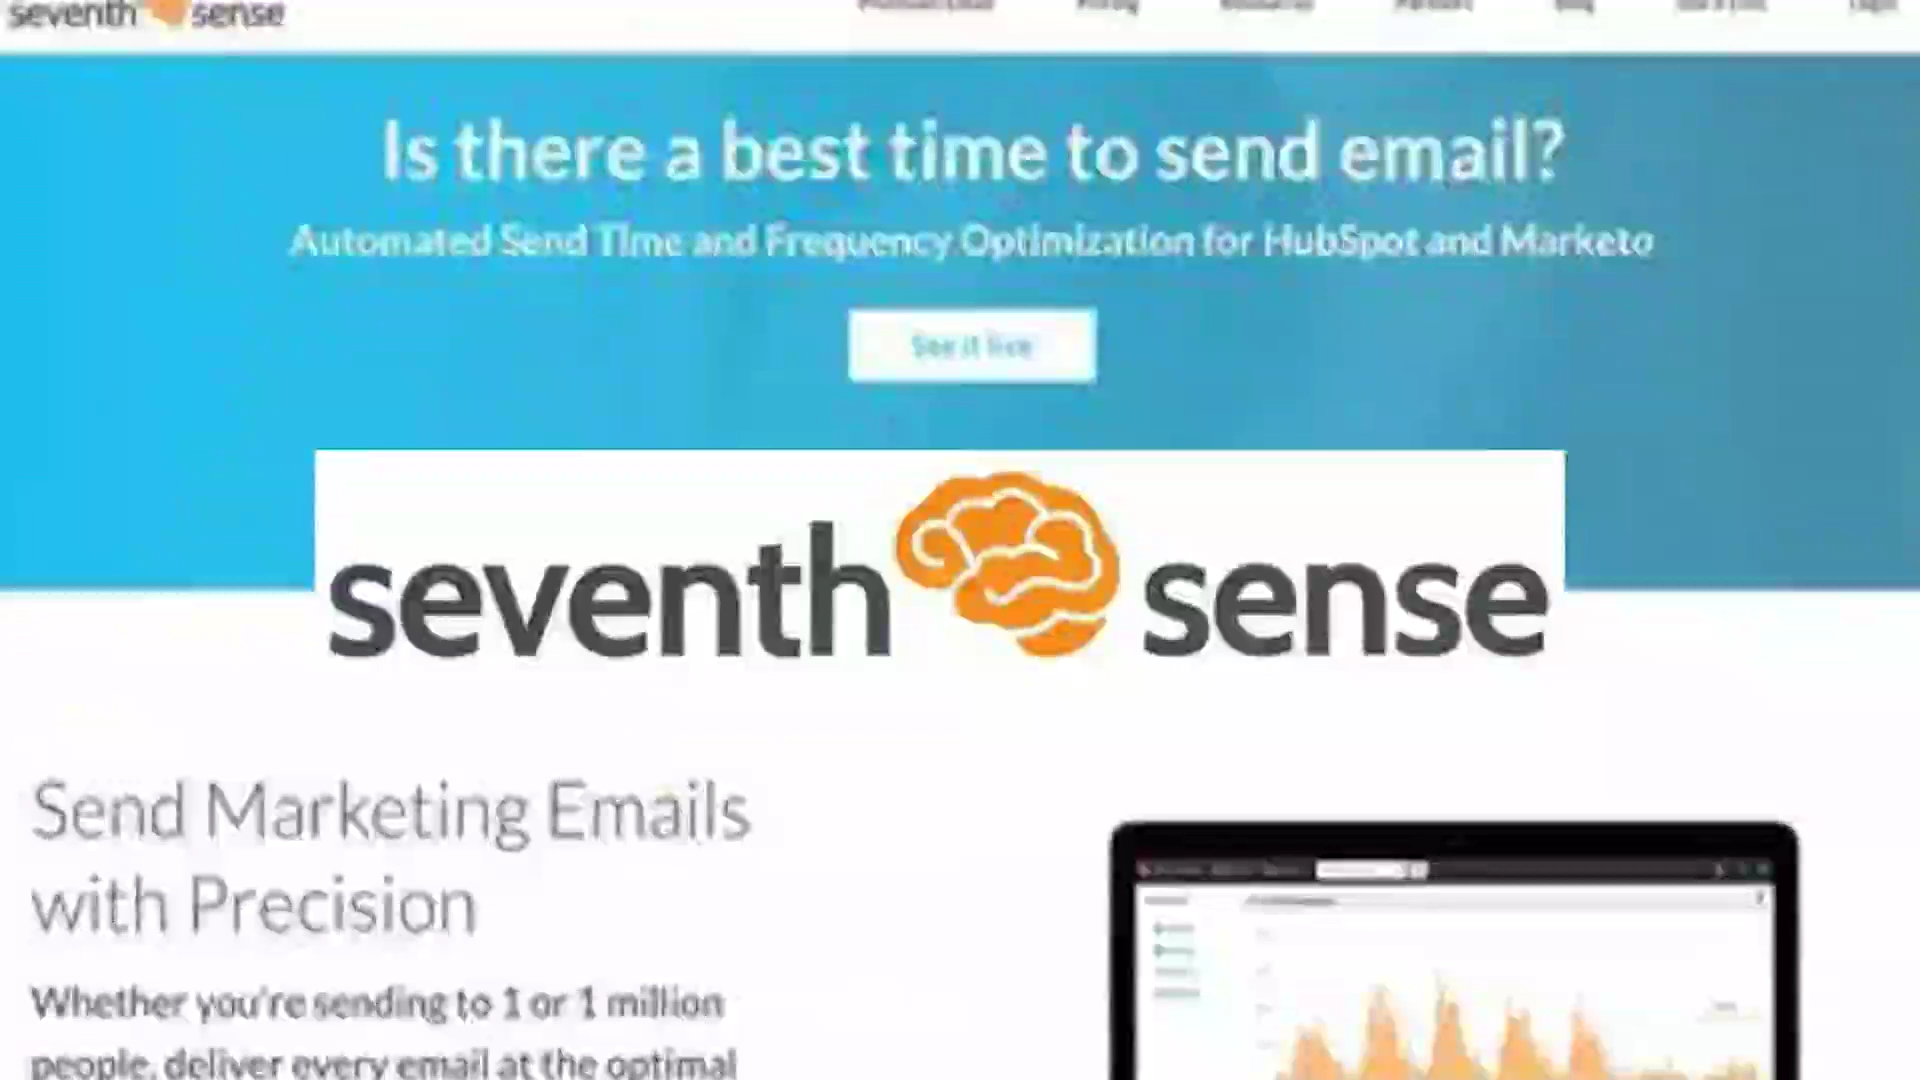 seventh sense
Is there a best time to send email?
Automated Send Time and Frequency Optimization for HubSpot and Marketo
See it live
seventh sense
Send Marketing Emails
with Precision
Whether you're sending to 1 or 1 million
people, deliver every email at the optimal